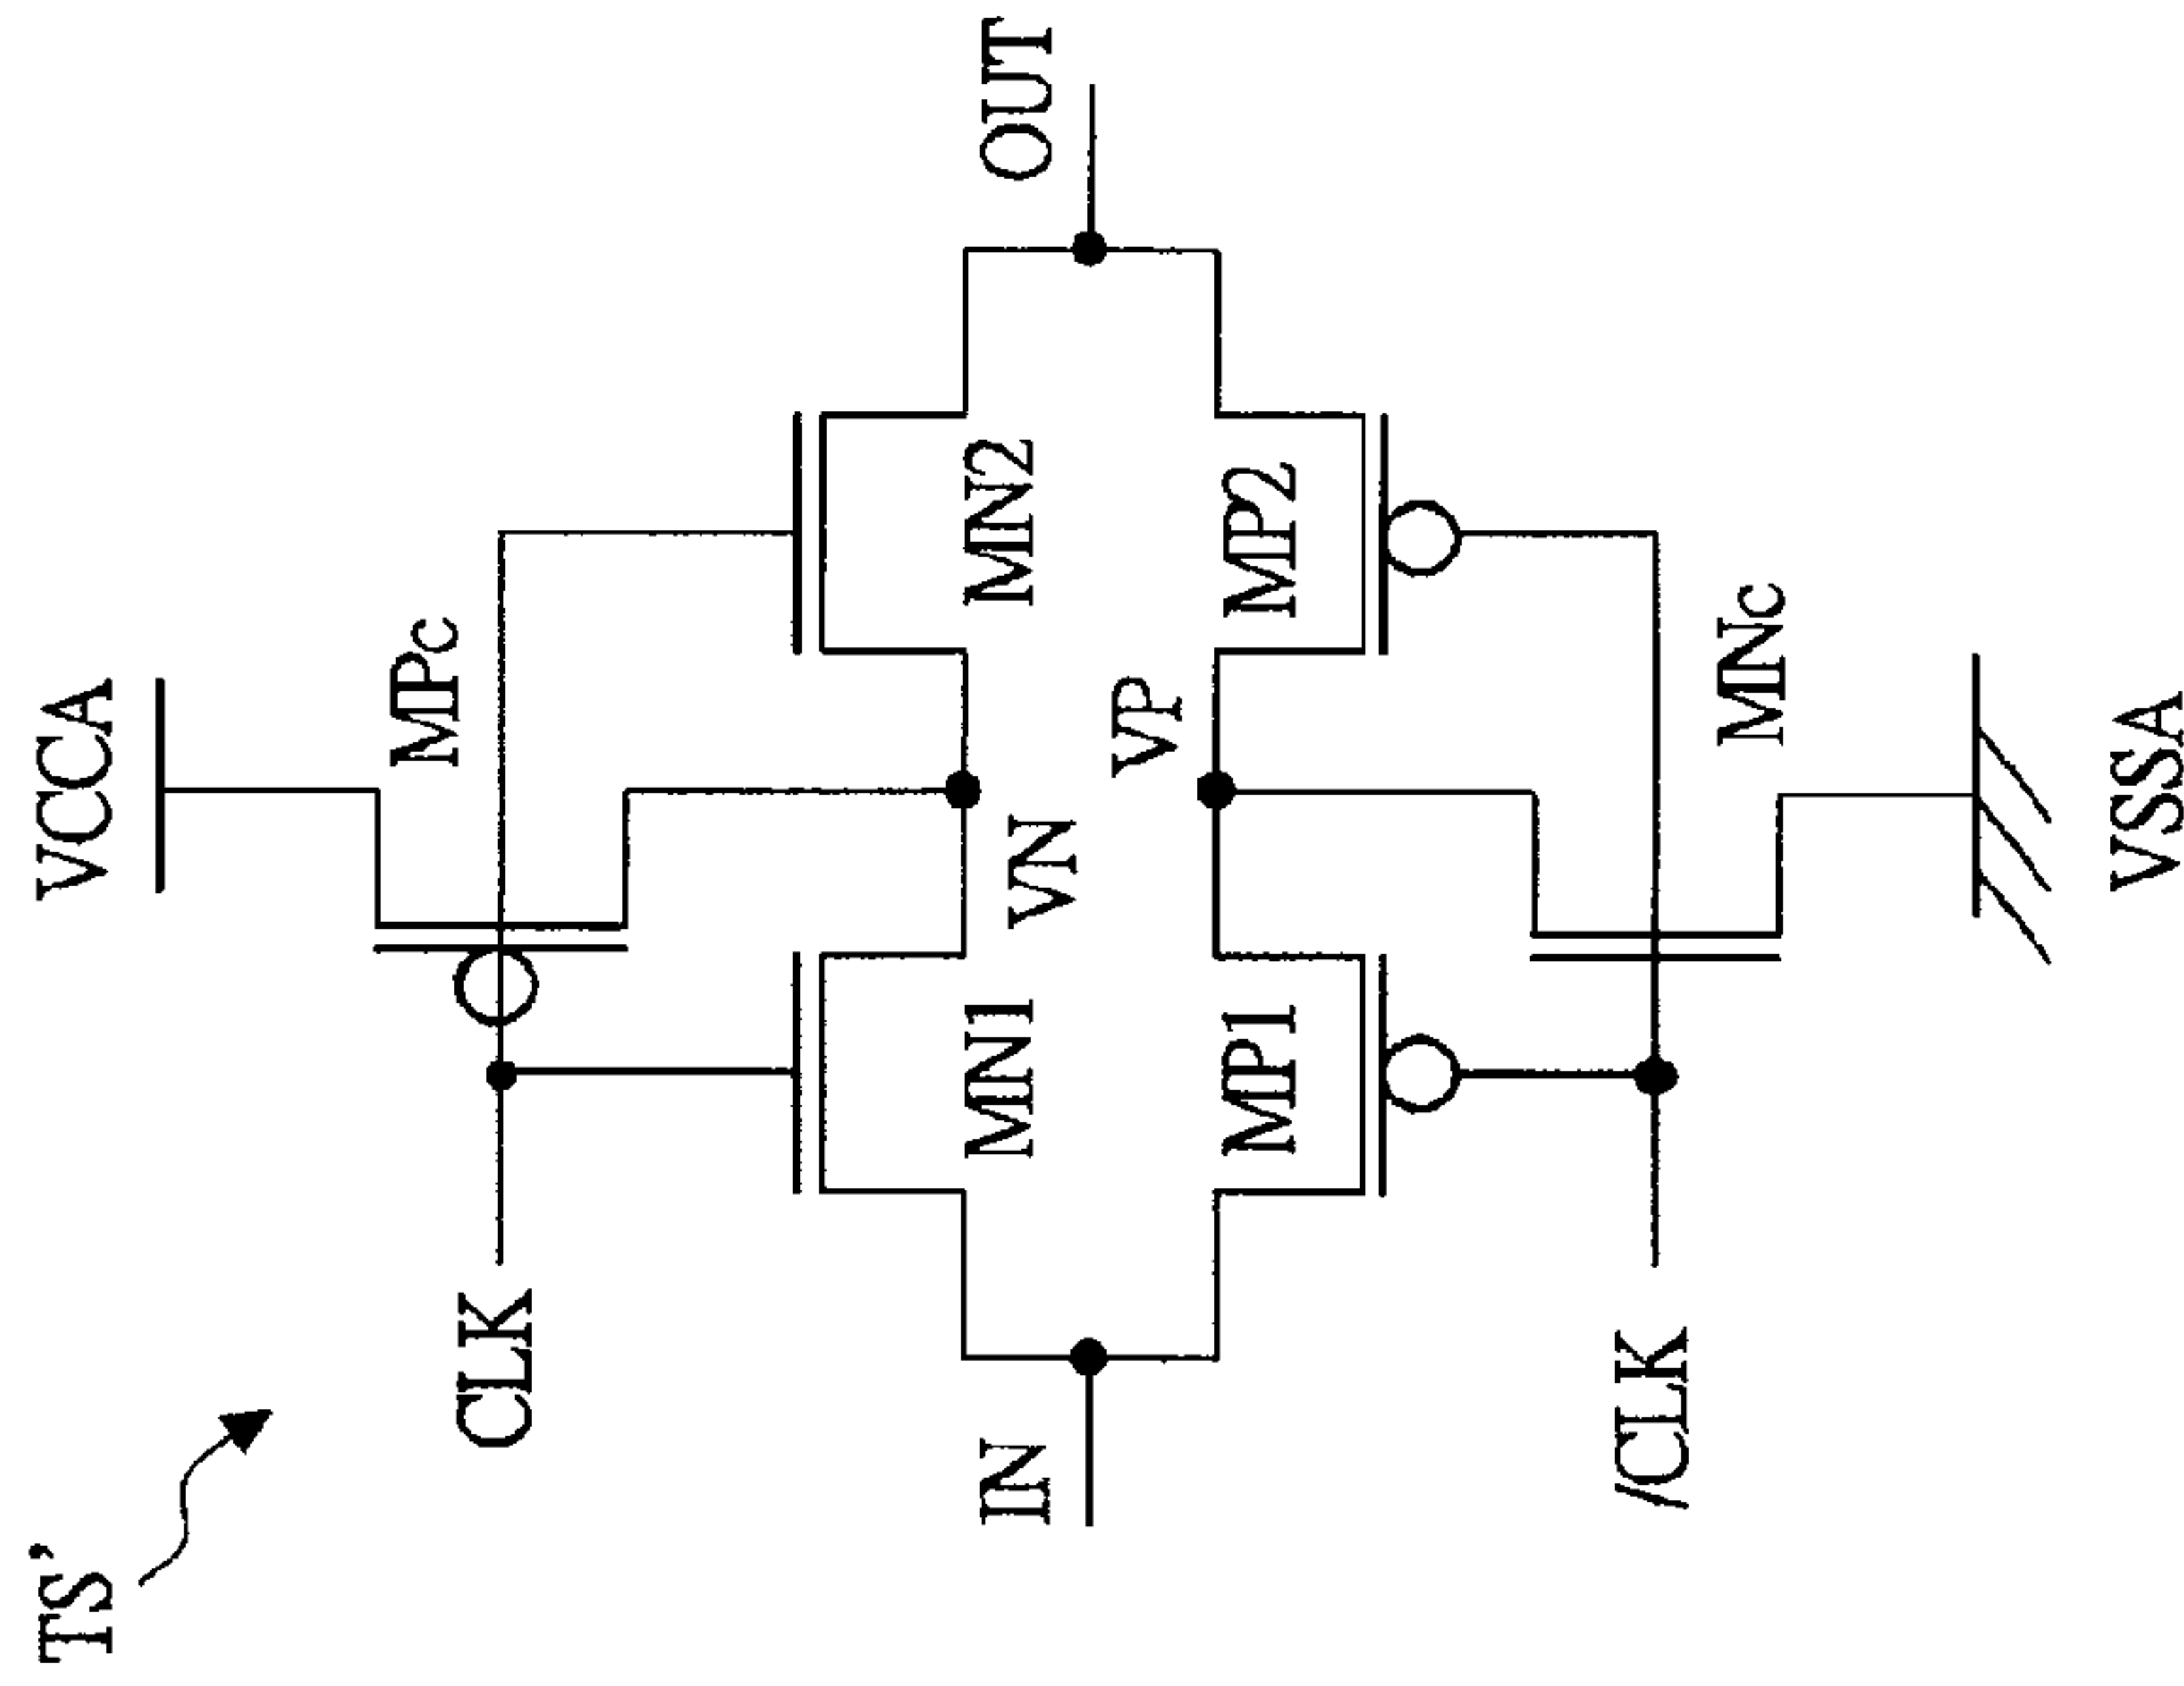 TS’
VCCA
MPc
CLK
MN1
MN2
VN
IN
OUT
VP
MP1
MP2
/CLK
MNc
VSSA